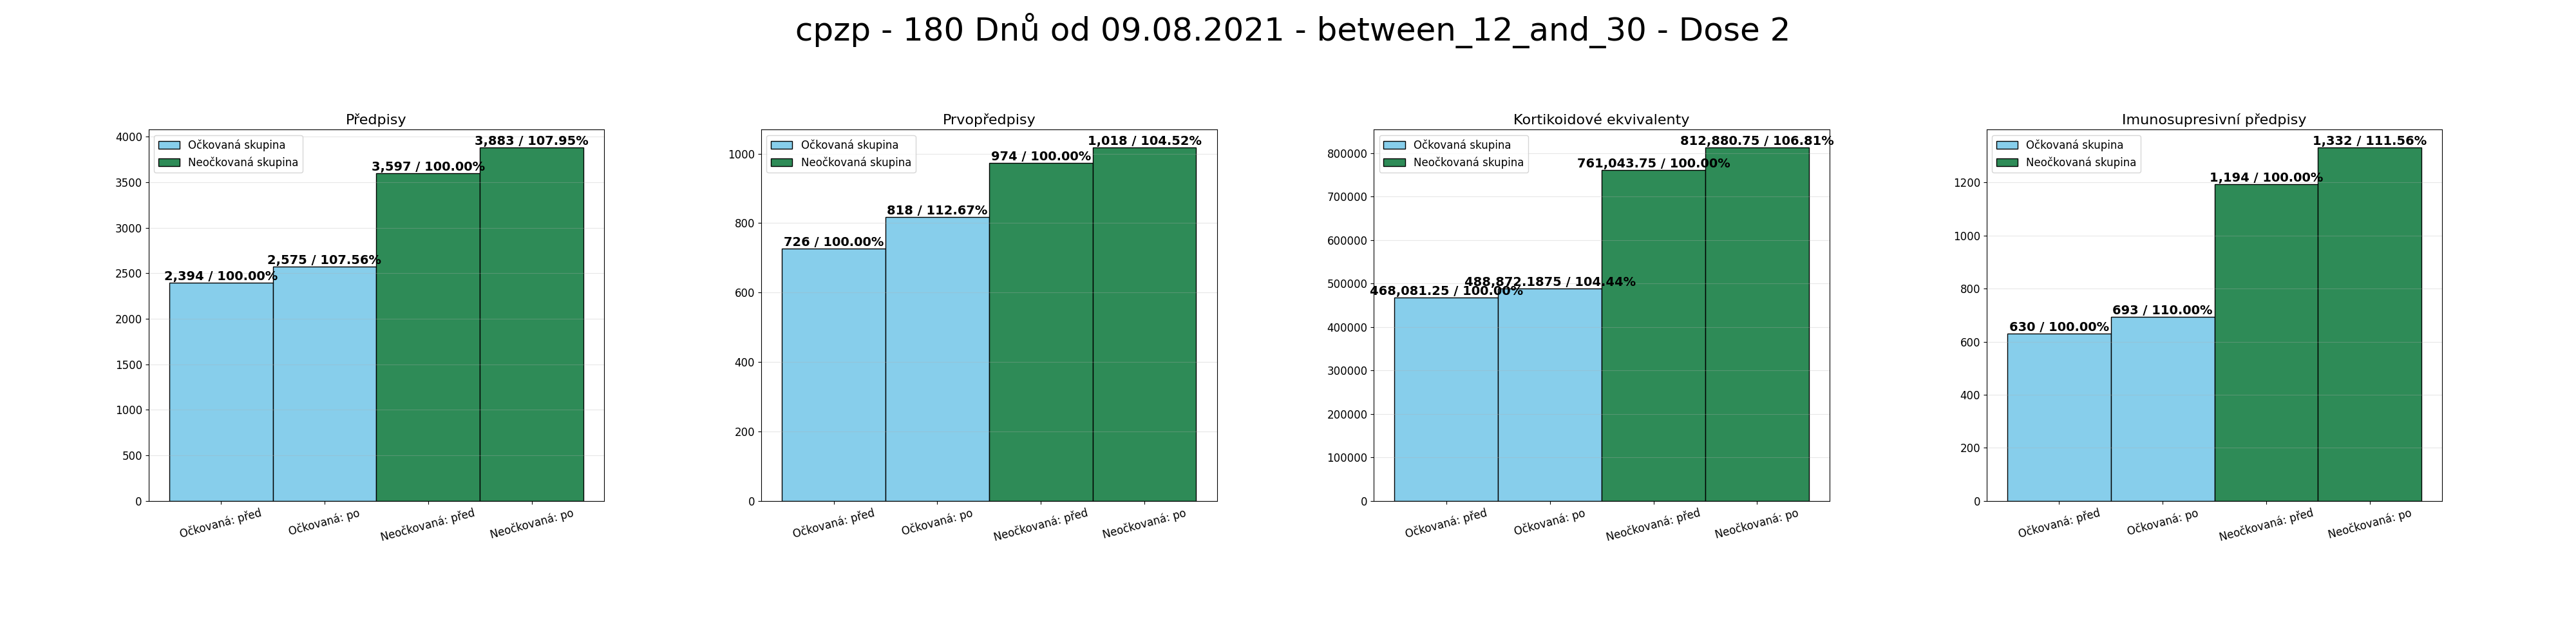 cpzp - 180 Dnů od 09.08.2021 - between_12_and_30 - Dose 2
Předpisy
Očkovaná skupina
Neočkovaná skupina
4000
3500
3000
2500
2000
1500
1000
500
0
2,394 / 100.00%
2,575 / 107.56%
3,597 / 100.00%
3,883 / 107.95%
Očkovaná: před
Očkovaná: po
Neočkovaná: před
Neočkovaná: po
Prvopředpisy
Očkovaná skupina
Neočkovaná skupina
1000
800
600
400
200
0
726 / 100.00%
818 / 112.67%
974 / 100.00%
1,018 / 104.52%
Očkovaná: před
Očkovaná: po
Neočkovaná: před
Neočkovaná: po
Kortikoidové ekvivalenty
Očkovaná skupina
Neočkovaná skupina
800000
700000
600000
500000
400000
300000
200000
100000
0
468,081.25 / 100.00%
488,872.1875 / 104.44%
761,043.75 / 100.00%
812,880.75 / 106.81%
Očkovaná: před
Očkovaná: po
Neočkovaná: před
Neočkovaná: po
Imunosupresivní předpisy
Očkovaná skupina
Neočkovaná skupina
1200
1000
800
600
400
200
0
630 / 100.00%
693 / 110.00%
1,194 / 100.00%
1,332 / 111.56%
Očkovaná: před
Očkovaná: po
Neočkovaná: před
Neočkovaná: po